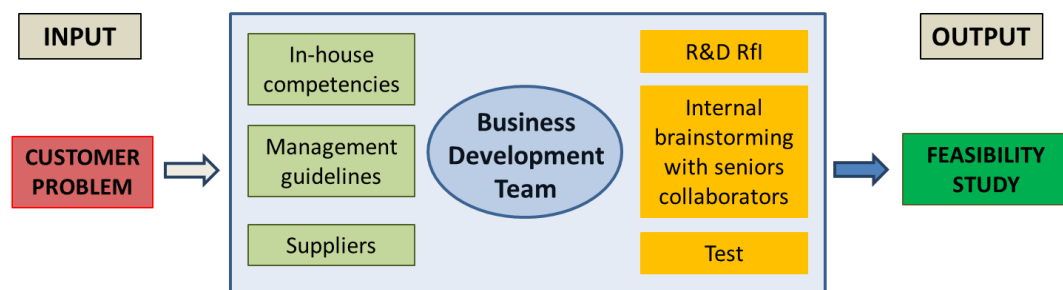 INPUT
CUSTOMER
PROBLEM
In-house
competencies
Management
guidelines
Suppliers
Business
Development
Team
R&D RfI
Internal
brainstorming
with seniors
collaborators
Test
OUTPUT
FEASIBILITY
STUDY